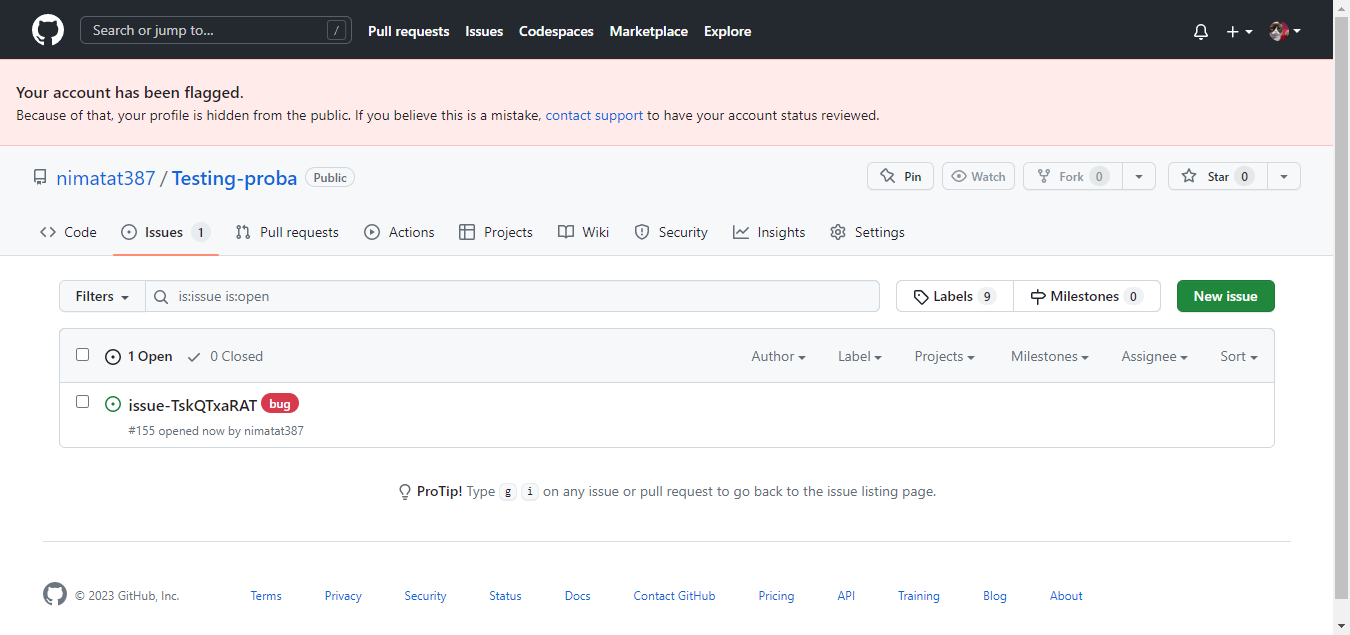 Search or jump to... / Pull requests Issues Codespaces Marketplace Explore
Your account has been flagged.
Because of that, your profile is hidden from the public. If you believe this is a mistake, contact support to have your account status reviewed.
nimatat387 / Testing-proba Public Pin Watch Fork 0 Star 0
Code Issues 1 Pull requests Actions Projects Wiki Security Insights Settings
Filters is:issue is:open Labels 9 Milestones 0 New issue
1 Open 0 Closed Author Label Projects Milestones Assignee Sort
issue-TskQTxaRAT bug
#155 opened now by nimatat387
ProTip! Type g i on any issue or pull request to go back to the issue listing page.
© 2023 GitHub, Inc. Terms Privacy Security Status Docs Contact GitHub Pricing API Training Blog About